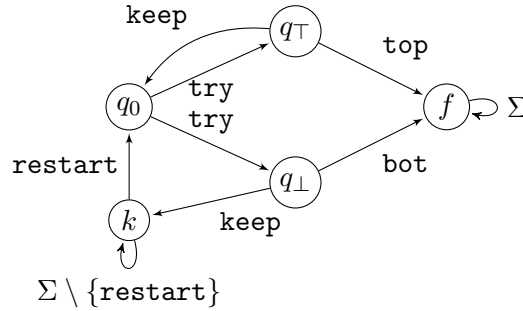 keep
q⊤
top
try
q₀
f
Σ
try
restart
q⊥
bot
keep
k
Σ \ {restart}